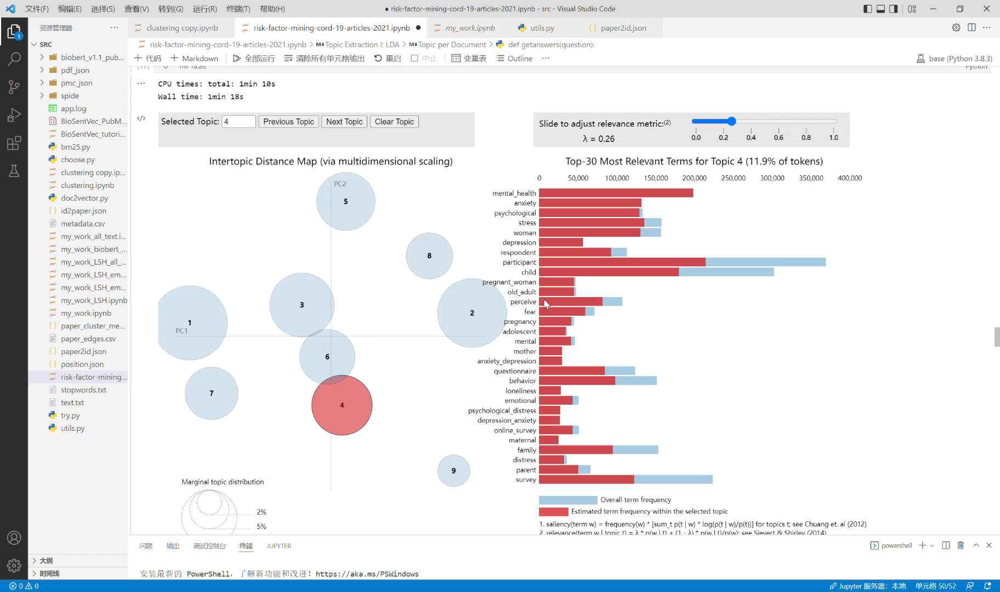 文件(F) 编辑(E) 选择(S) 查看(V) 转到(G) 运行(R) 终端(T) 帮助(H)
● risk-factor-mining-cord-19-articles-2021.ipynb - src - Visual Studio Code
资源管理器 ···
clustering copy.ipynb
risk-factor-mining-cord-19-articles-2021.ipynb ●
my_work.ipynb
utils.py
paper2id.json
risk-factor-mining-cord-19-articles-2021.ipynb > M↓Topic Extraction I: LDA > M↓Topic per Document > def getanswers(question):
代码 Markdown 全部运行 清除所有单元格输出 重启 中止 变量表 Outline ···
base (Python 3.8.3)
1
SRC
biobert_v1.1_pub...
pdf_json
pmc_json
spide
app.log
BioSentVec_PubM...
BioSentVec_tutori...
bm25.py
choose.py
clustering copy.ip...
clustering.ipynb
doc2vector.py
id2paper.json
metadata.csv
my_work_all_text.i...
my_work_biobert_...
my_work_LSH_all_...
my_work_LSH_em...
my_work_LSH_em...
my_work_LSH.ipynb
my_work.ipynb
paper_cluster_me...
paper_edges.csv
paper2id.json
position.json
risk-factor-mining...
stopwords.txt
text.txt
try.py
utils.py
大纲
时间线
[22] 1m 18.8s
Python
CPU times: total: 1min 10s
Wall time: 1min 18s
Selected Topic: 4 Previous Topic Next Topic Clear Topic
Slide to adjust relevance metric:(2)
λ = 0.26
0.0 0.2 0.4 0.6 0.8 1.0
Intertopic Distance Map (via multidimensional scaling)
PC2
PC1
5
8
3
2
1
6
7
4
9
Marginal topic distribution
2%
5%
Top-30 Most Relevant Terms for Topic 4 (11.9% of tokens)
0 50,000 100,000 150,000 200,000 250,000 300,000 350,000 400,000
mental_health
anxiety
psychological
stress
woman
depression
respondent
participant
child
pregnant_woman
old_adult
perceive
fear
pregnancy
adolescent
mental
mother
anxiety_depression
questionnaire
behavior
loneliness
emotional
psychological_distress
depression_anxiety
online_survey
maternal
family
distress
parent
survey
Overall term frequency
Estimated term frequency within the selected topic
1. saliency(term w) = frequency(w) * [sum_t p(t | w) * log(p(t | w)/p(t))] for topics t; see Chuang et. al (2012)
2. relevance(term w | topic t) = λ * p(w | t) + (1 - λ) * p(w | t)/p(w); see Sievert & Shirley (2014)
问题 输出 调试控制台 终端 JUPYTER
powershell
安装最新的 PowerShell，了解新功能和改进！https://aka.ms/PSWindows
0 0
Jupyter 服务器: 本地 单元格 50/52